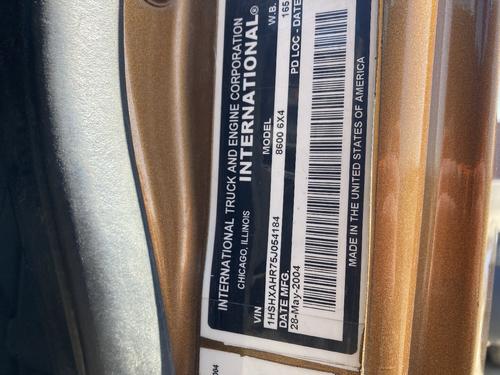 INTERNATIONAL TRUCK AND ENGINE CORPORATION
CHICAGO, ILLINOIS
INTERNATIONAL®
VIN
MODEL
W.B.
1HSHXAHR75J054184
8600 6X4
165
DATE MFG.
PD LOC - DATE
28-May-2004
MADE IN THE UNITED STATES OF AMERICA
004